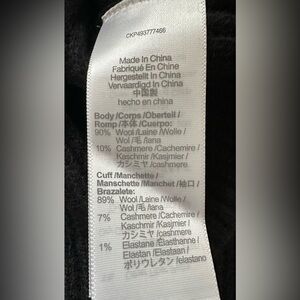 CKP493777466
Made In China
Fabriqué En Chine
Hergestellt In China
Vervaardigd In China
中国製
hecho en china
Body /Corps /Oberteil /
Romp /本体 /Cuerpo:
90% Wool /Laine /Wolle /
Wol /毛 /lana
10% Cashmere /Cachemire /
Kaschmir /Kasjmier /
カシミヤ /cashmere
Cuff /Manchette /
Manschette /Manchet /袖口 /
Brazalete:
89% Wool /Laine /Wolle /
Wol /毛 /lana
7% Cashmere /Cachemire /
Kaschmir /Kasjmier /
カシミヤ /cashmere
1% Elastane /Élasthanne /
Elastan /Elastaan /
ポリウレタン /elastano